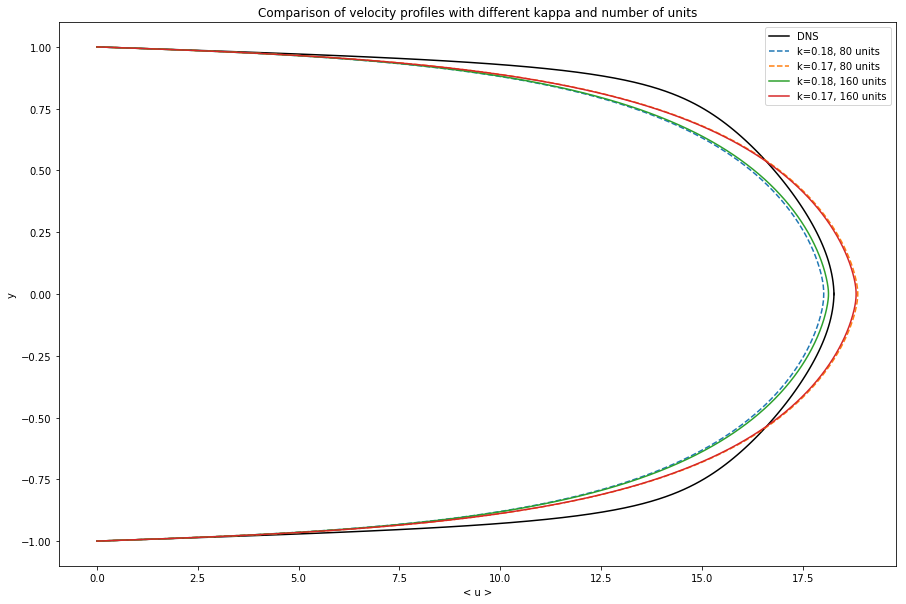 Comparison of velocity profiles with different kappa and number of units
DNS
k=0.18, 80 units
k=0.17, 80 units
k=0.18, 160 units
k=0.17, 160 units
1.00
0.75
0.50
0.25
0.00
−0.25
−0.50
−0.75
−1.00
y
0.0 2.5 5.0 7.5 10.0 12.5 15.0 17.5
< u >